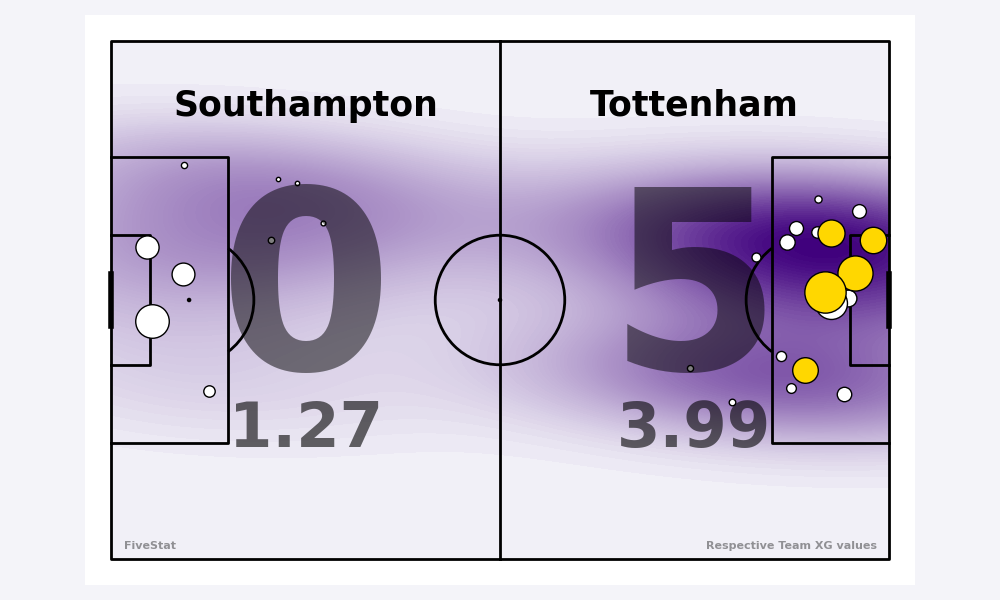 Southampton
Tottenham
0
5
1.27
3.99
FiveStat
Respective Team XG values